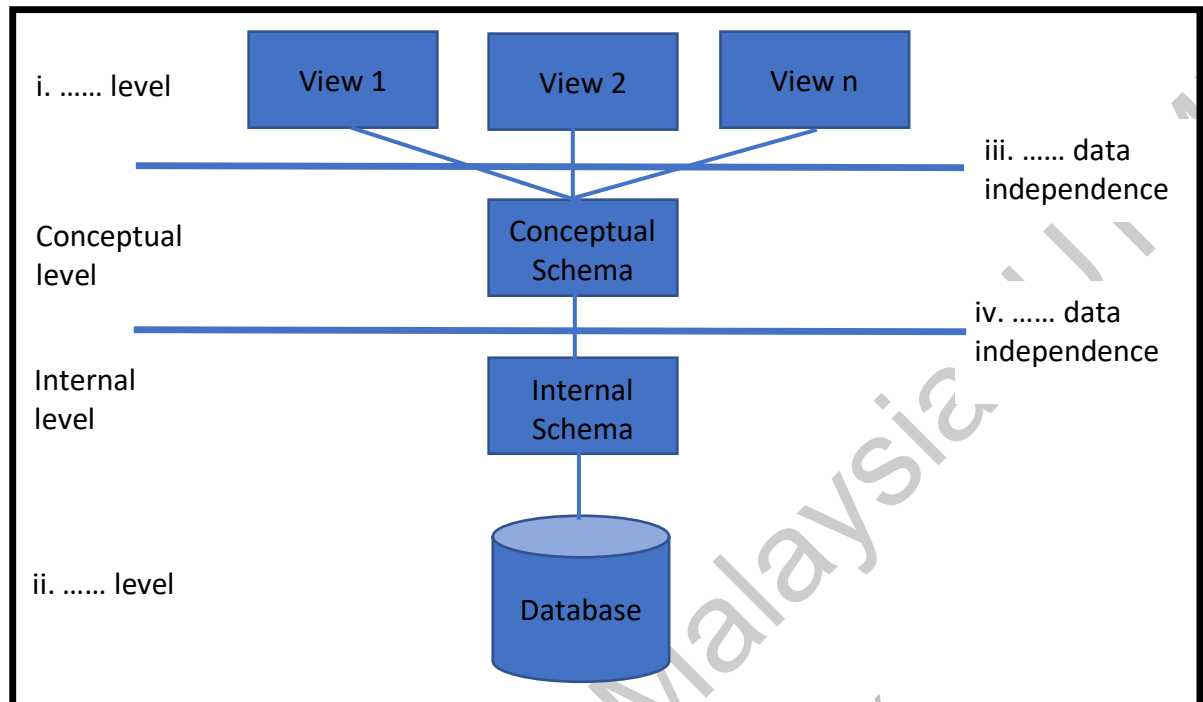 i. ...... level
View 1
View 2
View n
iii. ...... data
independence
Conceptual
level
Conceptual
Schema
iv. ...... data
independence
Internal
level
Internal
Schema
ii. ...... level
Database
Malaysia